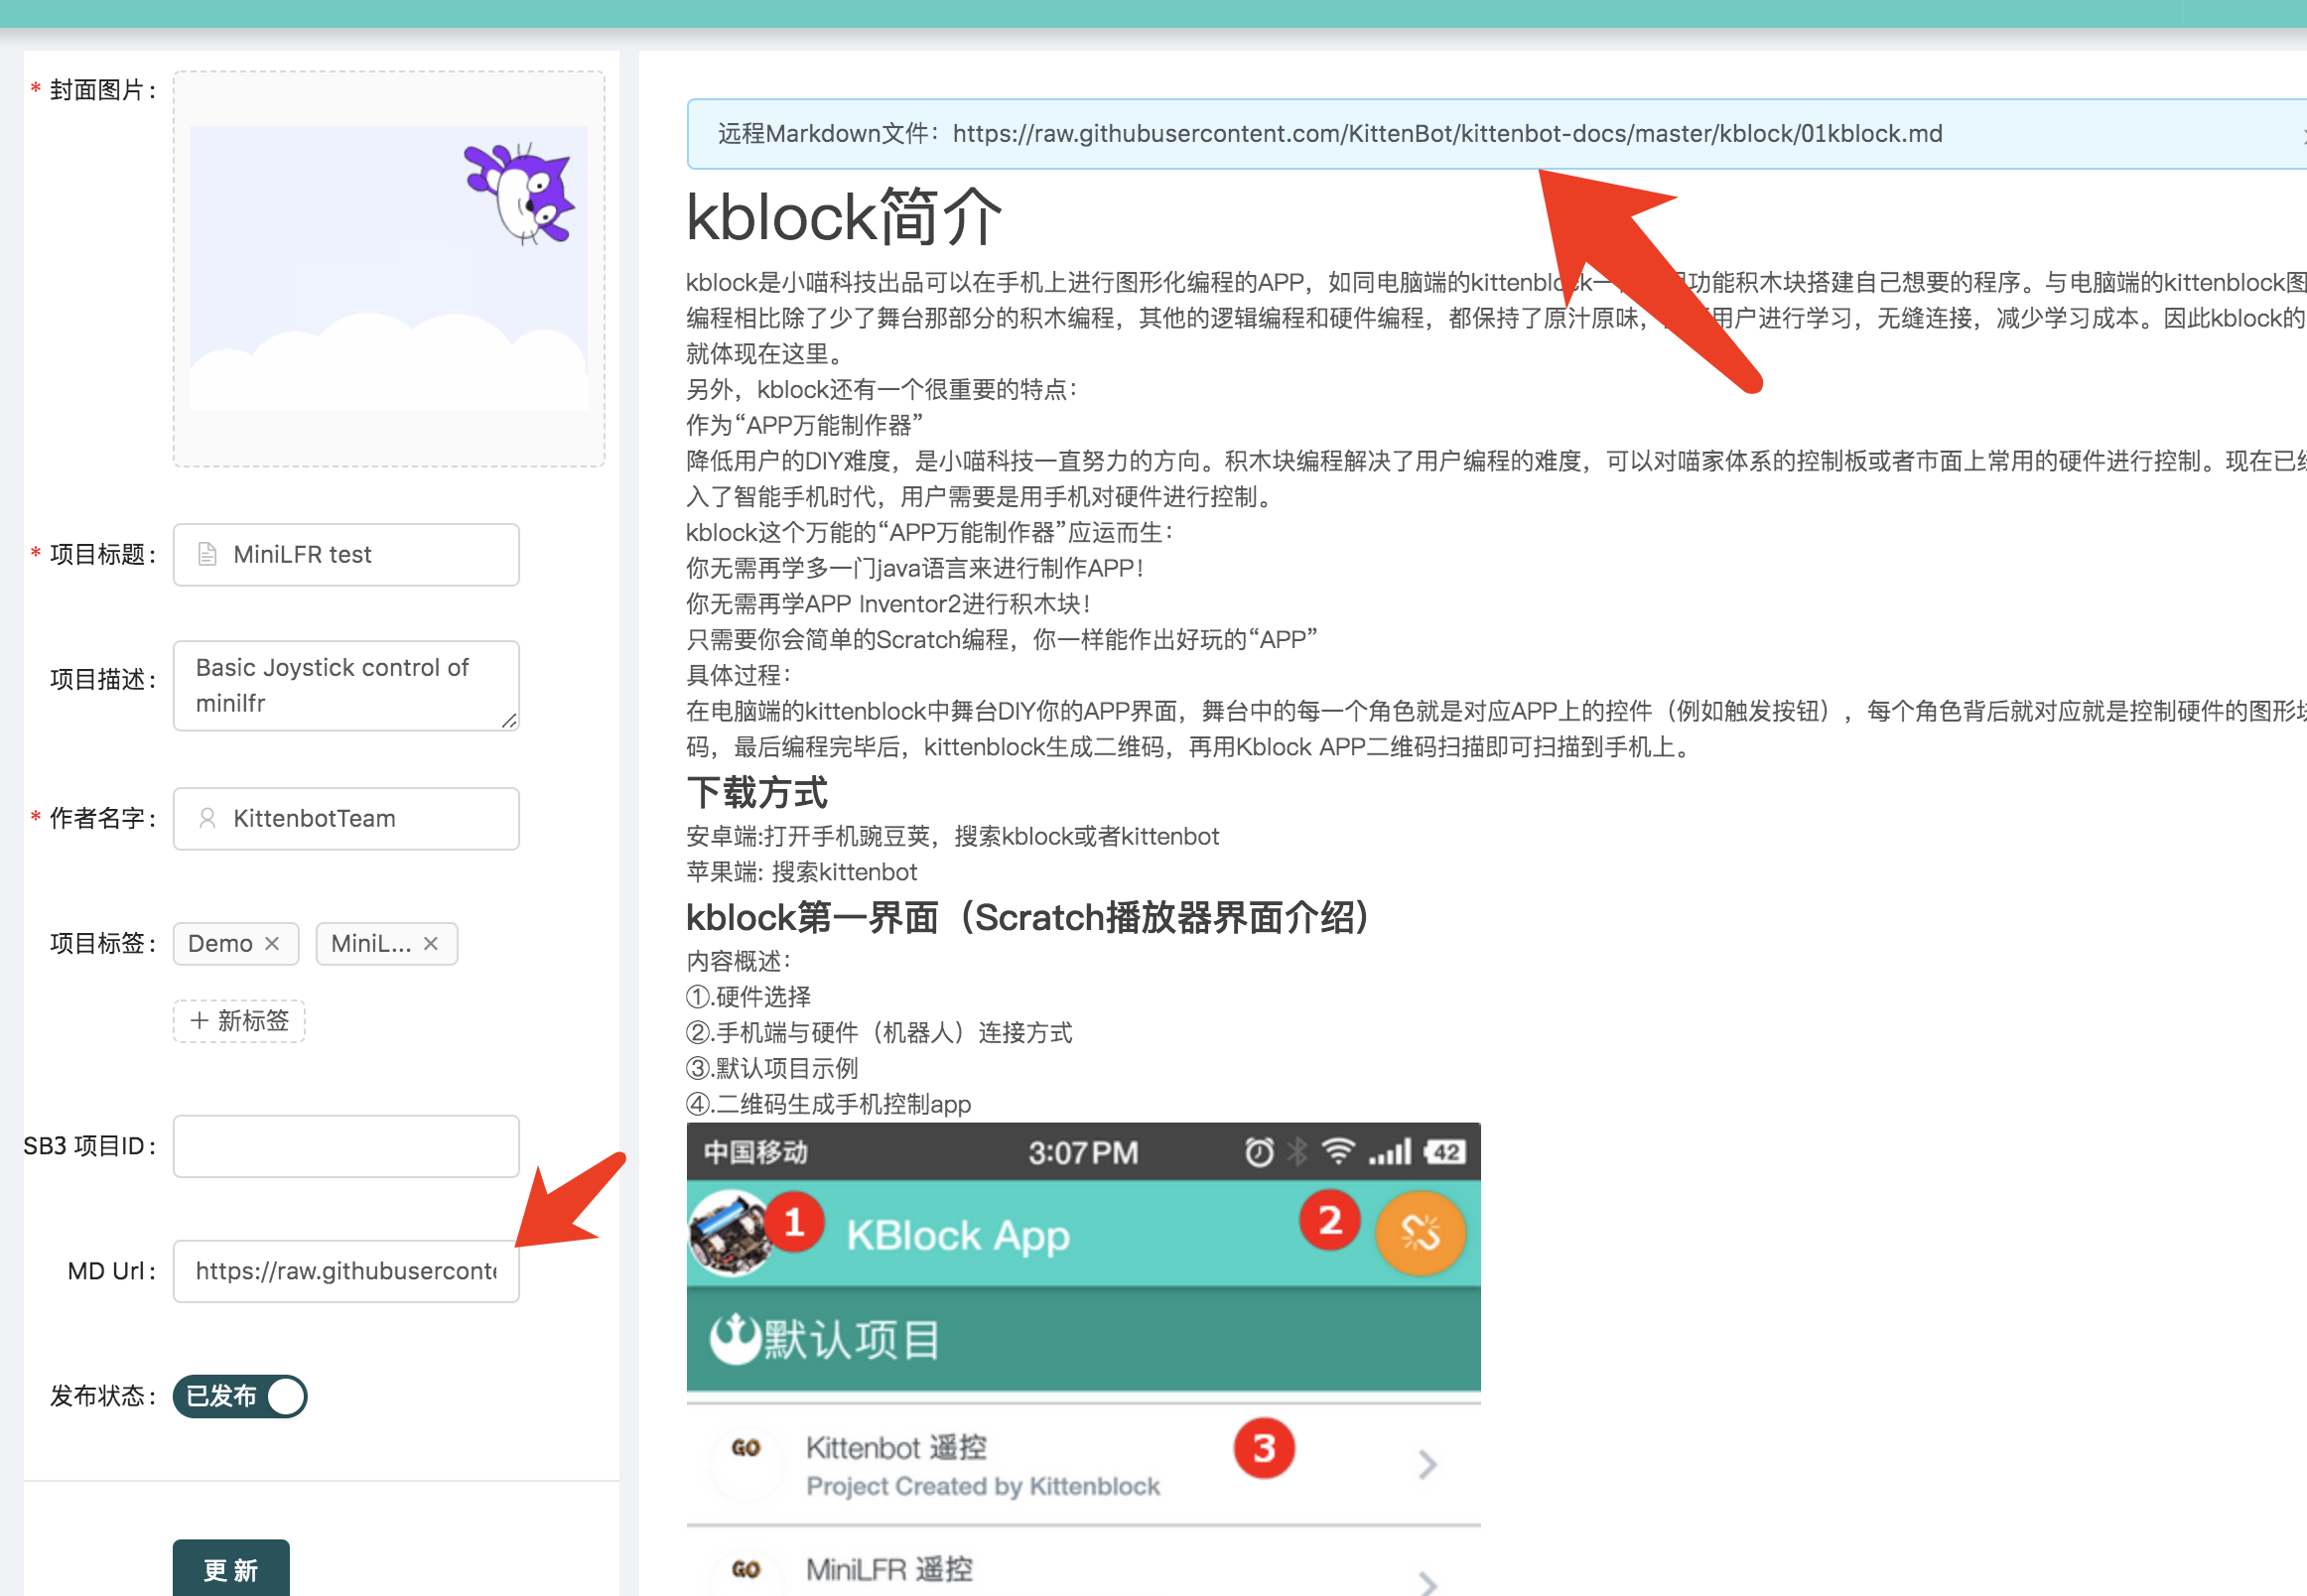 * 封面图片:
* 项目标题:
MiniLFR test
项目描述:
Basic Joystick control of
minilfr
* 作者名字:
KittenbotTeam
项目标签:
Demo ×
MiniL... ×
+ 新标签
SB3 项目ID:
MD Url:
https://raw.githubuserconte
发布状态:
已发布
更 新
远程Markdown文件：https://raw.githubusercontent.com/KittenBot/kittenbot-docs/master/kblock/01kblock.md
kblock简介
kblock是小喵科技出品可以在手机上进行图形化编程的APP，如同电脑端的kittenblock一 功能积木块搭建自己想要的程序。与电脑端的kittenblock图
编程相比除了少了舞台那部分的积木编程，其他的逻辑编程和硬件编程，都保持了原汁原味， 用户进行学习，无缝连接，减少学习成本。因此kblock的
就体现在这里。
另外，kblock还有一个很重要的特点：
作为“APP万能制作器”
降低用户的DIY难度，是小喵科技一直努力的方向。积木块编程解决了用户编程的难度，可以对喵家体系的控制板或者市面上常用的硬件进行控制。现在已经
入了智能手机时代，用户需要是用手机对硬件进行控制。
kblock这个万能的“APP万能制作器”应运而生：
你无需再学多一门java语言来进行制作APP！
你无需再学APP Inventor2进行积木块！
只需要你会简单的Scratch编程，你一样能作出好玩的“APP”
具体过程：
在电脑端的kittenblock中舞台DIY你的APP界面，舞台中的每一个角色就是对应APP上的控件（例如触发按钮），每个角色背后就对应就是控制硬件的图形块
码，最后编程完毕后，kittenblock生成二维码，再用Kblock APP二维码扫描即可扫描到手机上。
下载方式
安卓端:打开手机豌豆荚，搜索kblock或者kittenbot
苹果端: 搜索kittenbot
kblock第一界面（Scratch播放器界面介绍）
内容概述：
①.硬件选择
②.手机端与硬件（机器人）连接方式
③.默认项目示例
④.二维码生成手机控制app
中国移动 3:07PM 42
1 KBlock App 2
默认项目
GO Kittenbot 遥控 3
Project Created by Kittenblock
GO MiniLFR 遥控